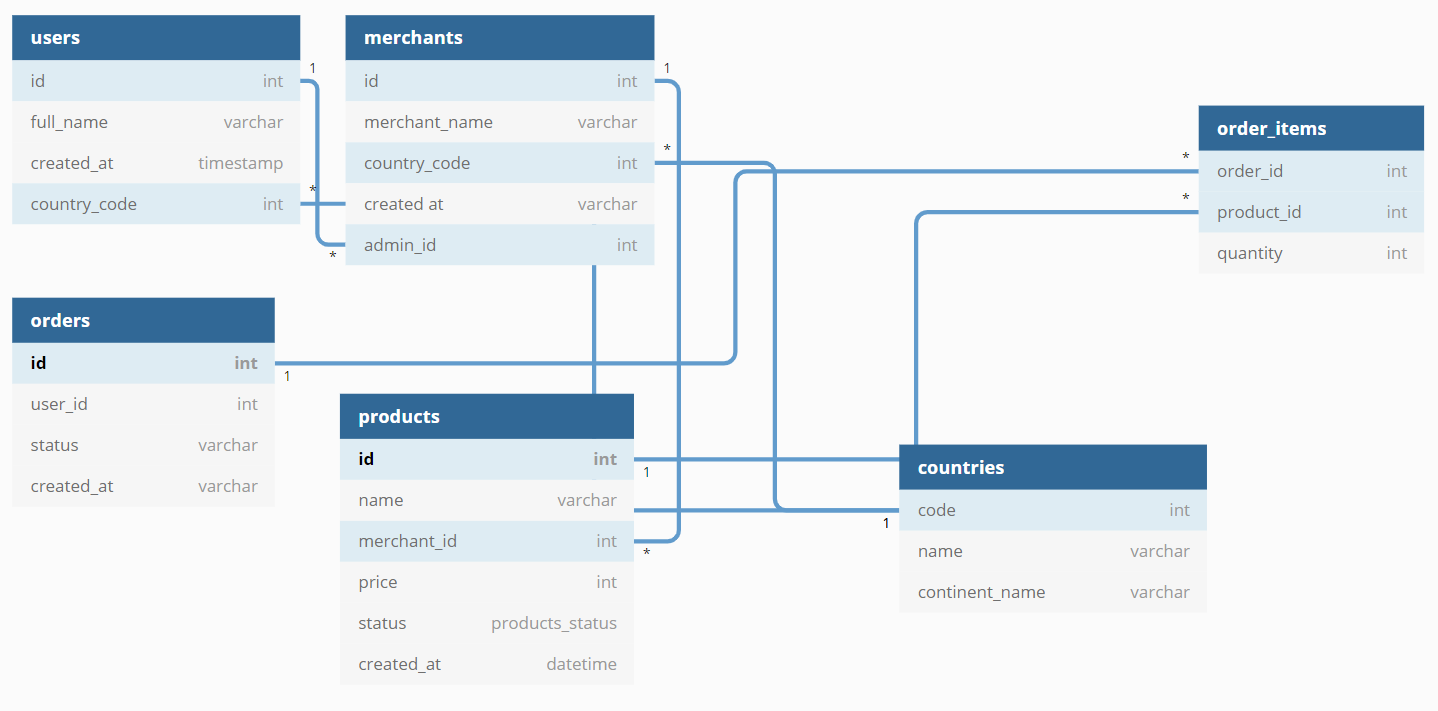 users
id int
full_name varchar
created_at timestamp
country_code int
1
*
merchants
id int
merchant_name varchar
country_code int
created at varchar
admin_id int
*
1
*
order_items
order_id int
product_id int
quantity int
*
*
orders
id int
user_id int
status varchar
created_at varchar
1
products
id int
name varchar
merchant_id int
price int
status products_status
created_at datetime
1
*
countries
code int
name varchar
continent_name varchar
1